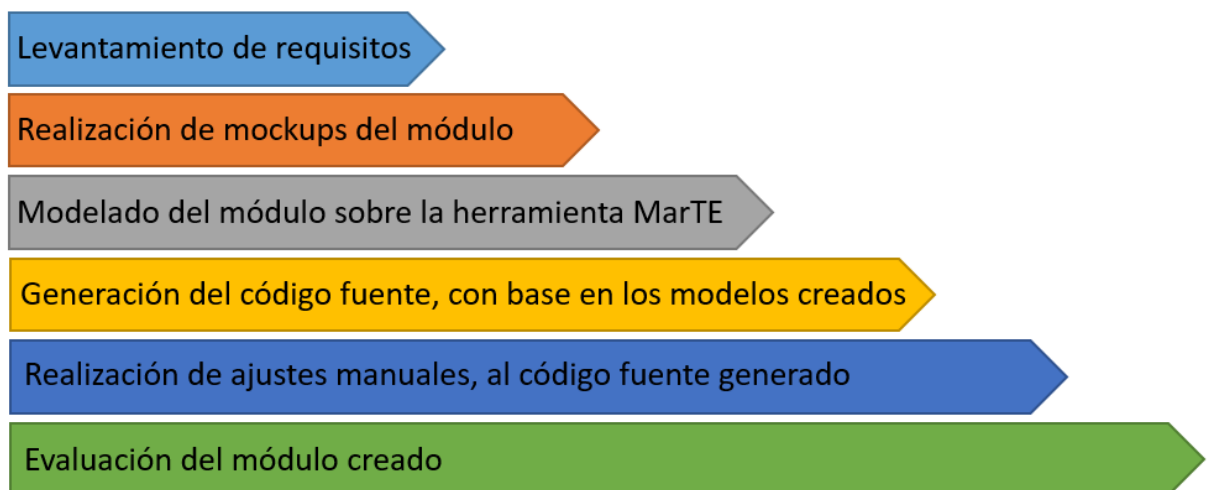 Levantamiento de requisitos
Realización de mockups del módulo
Modelado del módulo sobre la herramienta MarTE
Generación del código fuente, con base en los modelos creados
Realización de ajustes manuales, al código fuente generado
Evaluación del módulo creado